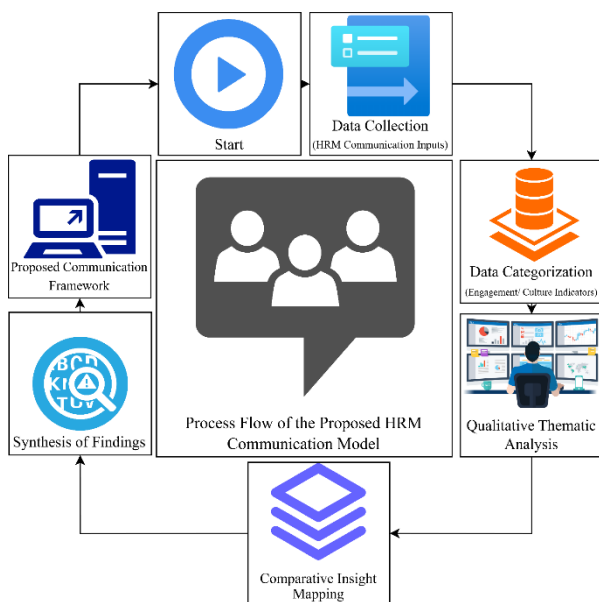 Start
Data Collection
(HRM Communication Inputs)
Data Categorization
(Engagement/ Culture Indicators)
Qualitative Thematic
Analysis
Comparative Insight
Mapping
Synthesis of Findings
ABCD
Proposed Communication
Framework
Process Flow of the Proposed HRM
Communication Model